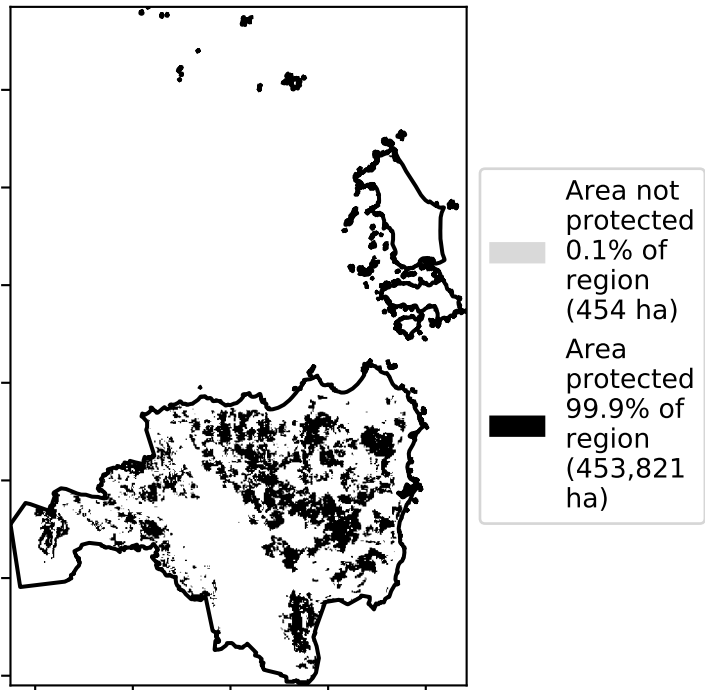 Area not
protected
0.1% of
region
(454 ha)
Area
protected
99.9% of
region
(453,821
ha)